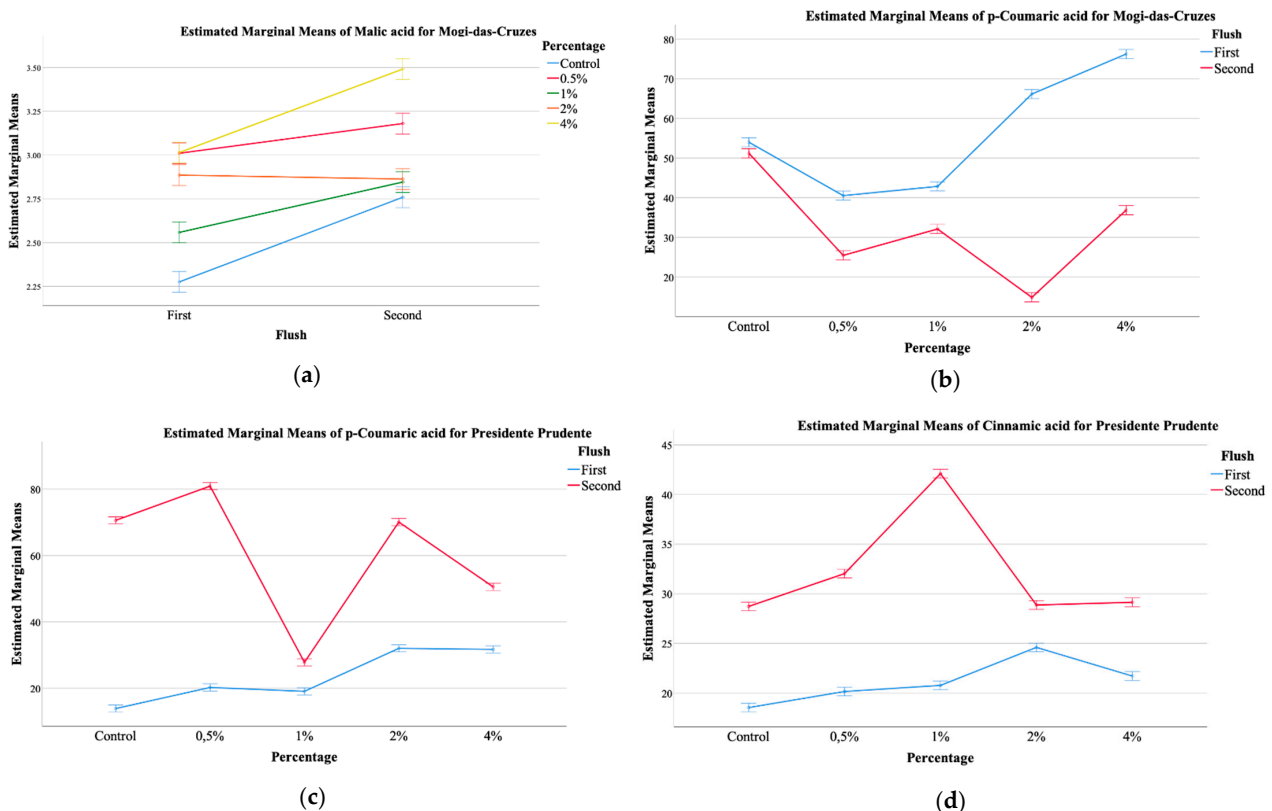 Estimated Marginal Means of Malic acid for Mogi-das-Cruzes
Percentage
Control
0.5%
1%
2%
4%
Estimated Marginal Means
3.50
3.25
3.00
2.75
2.50
2.25
First
Second
Flush
(a)
Estimated Marginal Means of p-Coumaric acid for Mogi-das-Cruzes
Flush
First
Second
Estimated Marginal Means
80
70
60
50
40
30
20
Control
0,5%
1%
2%
4%
Percentage
(b)
Estimated Marginal Means of p-Coumaric acid for Presidente Prudente
Flush
First
Second
Estimated Marginal Means
80
60
40
20
Control
0,5%
1%
2%
4%
Percentage
(c)
Estimated Marginal Means of Cinnamic acid for Presidente Prudente
Flush
First
Second
Estimated Marginal Means
45
40
35
30
25
20
Control
0,5%
1%
2%
4%
Percentage
(d)